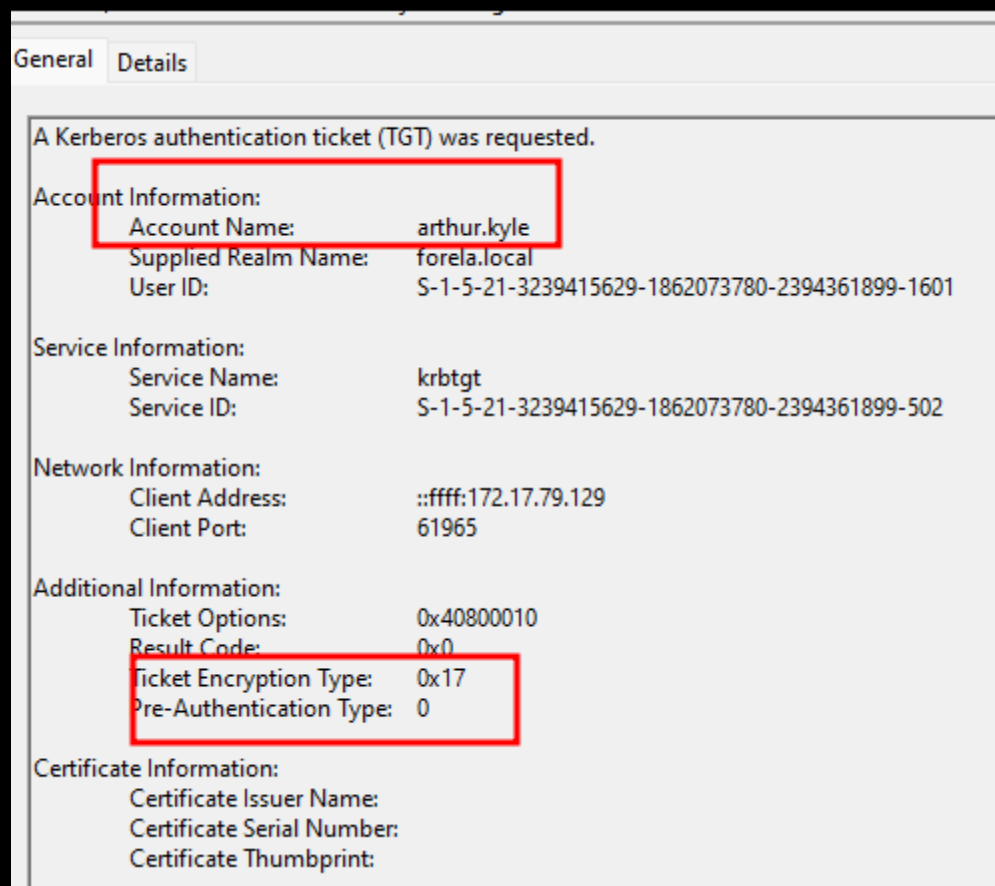 General Details
A Kerberos authentication ticket (TGT) was requested.
Account Information:
Account Name: arthur.kyle
Supplied Realm Name: forela.local
User ID: S-1-5-21-3239415629-1862073780-2394361899-1601
Service Information:
Service Name: krbtgt
Service ID: S-1-5-21-3239415629-1862073780-2394361899-502
Network Information:
Client Address: ::ffff:172.17.79.129
Client Port: 61965
Additional Information:
Ticket Options: 0x40800010
Result Code: 0x0
Ticket Encryption Type: 0x17
Pre-Authentication Type: 0
Certificate Information:
Certificate Issuer Name:
Certificate Serial Number:
Certificate Thumbprint: